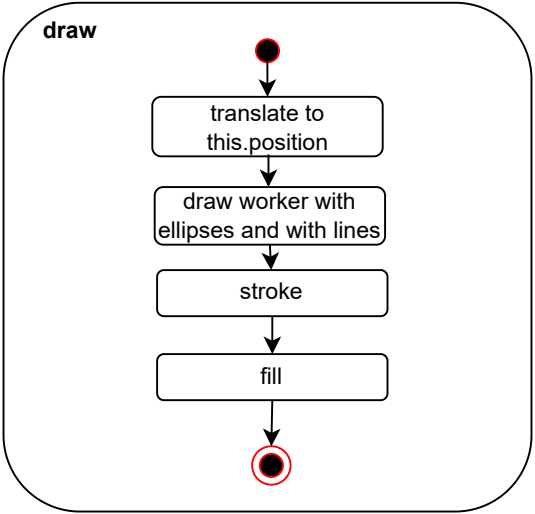 draw
translate to
this.position
draw worker with
ellipses and with lines
stroke
fill